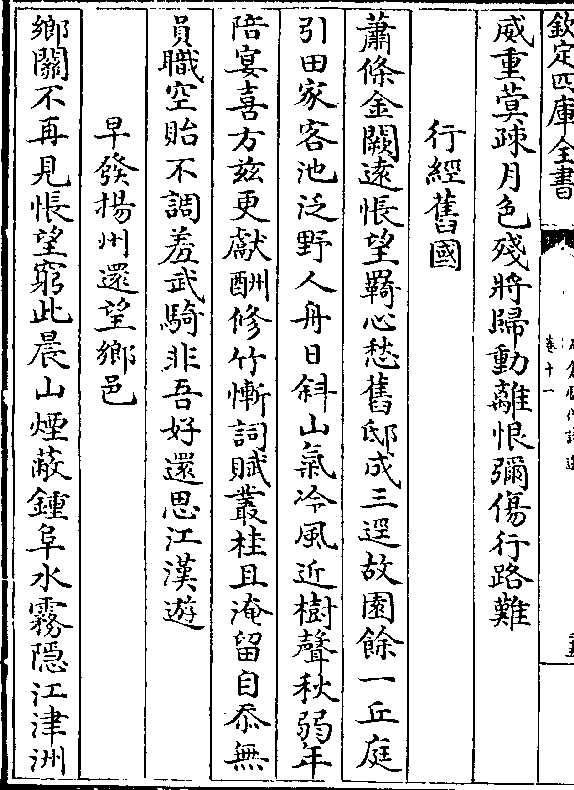 欽定四庫全書
卷十一
威重蓂疎月色殘將歸動離恨彌傷行路難
行經舊國
蕭條金闕遠悵望羇心愁舊邸成三逕故園餘一丘庭
引田家客池泛野人舟日斜山氣冷風近樹聲秋弱年
陪宴喜方兹更獻酬修竹慚詞賦叢桂且淹留自忝無
員職空貽不調羞武騎非吾好還思江漢遊
早發揚州還望鄉邑
鄉關不再見悵望窮此晨山煙蔽鍾阜水霧隠江津洲